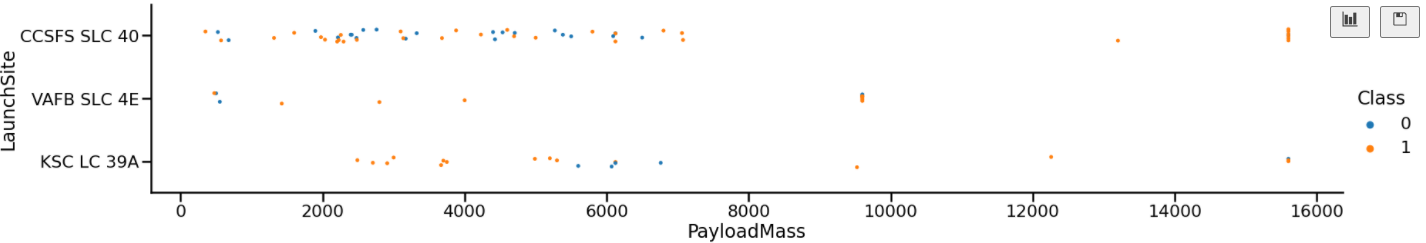 LaunchSite
CCSFS SLC 40
VAFB SLC 4E
KSC LC 39A
0 2000 4000 6000 8000 10000 12000 14000 16000
PayloadMass
Class
0
1